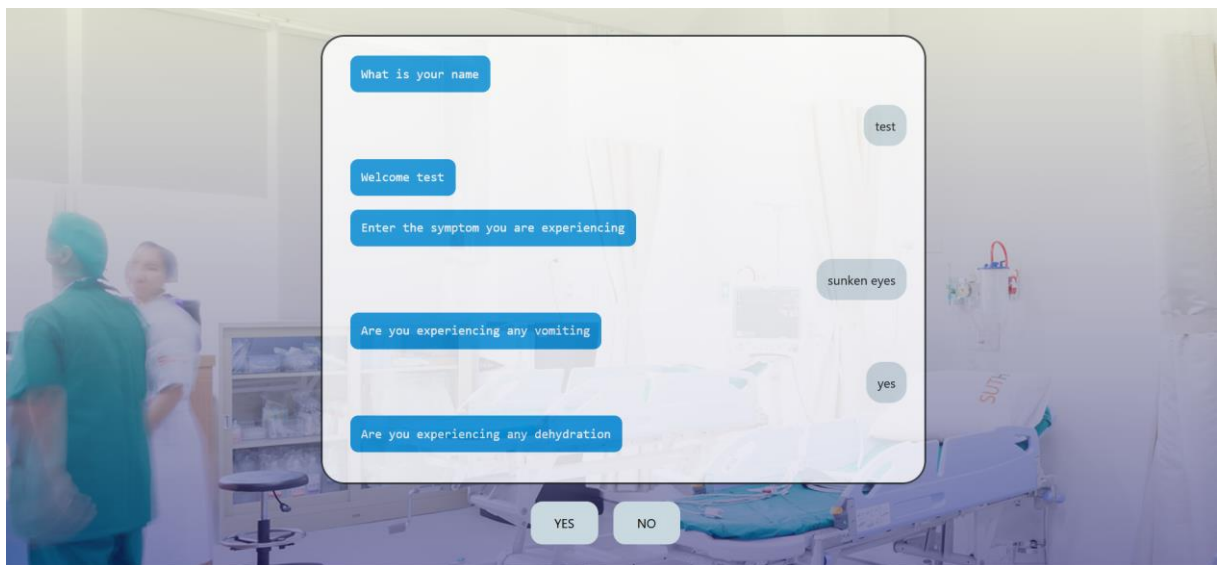 What is your name
test
Welcome test
Enter the symptom you are experiencing
sunken eyes
Are you experiencing any vomiting
yes
Are you experiencing any dehydration
YES
NO
SUTH